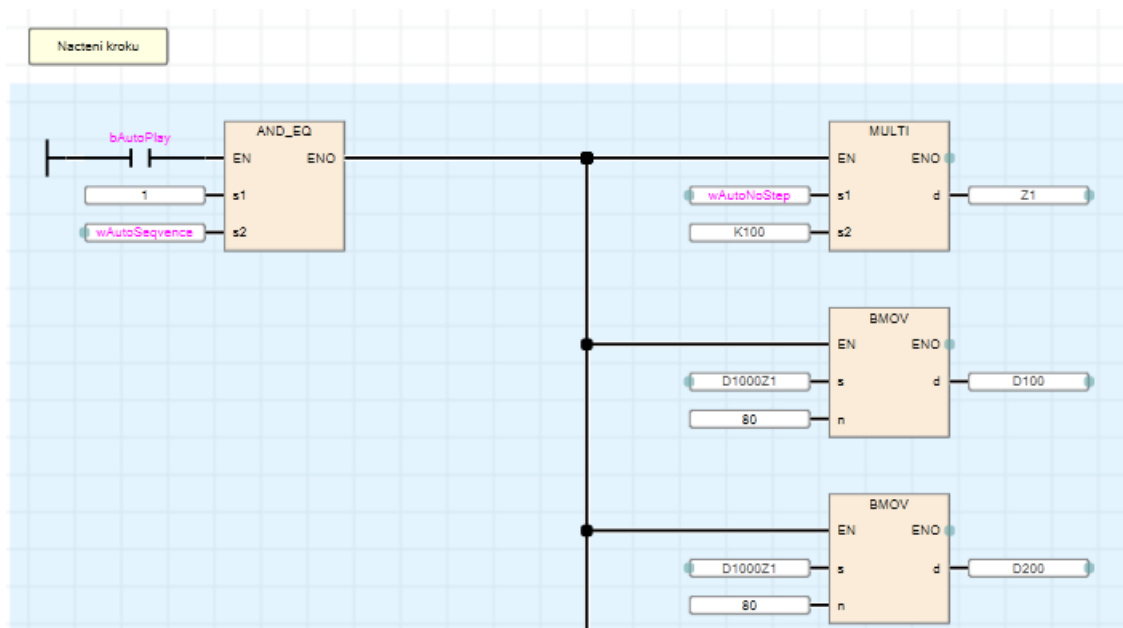 Nacteni kroku
bAutoPlay
AND_EQ
EN ENO
1 s1
wAutoSeqvence s2
MULTI
EN ENO
wAutoNoStep s1 d Z1
K100 s2
BMOV
EN ENO
D1000Z1 s d D100
80 n
BMOV
EN ENO
D1000Z1 s d D200
80 n